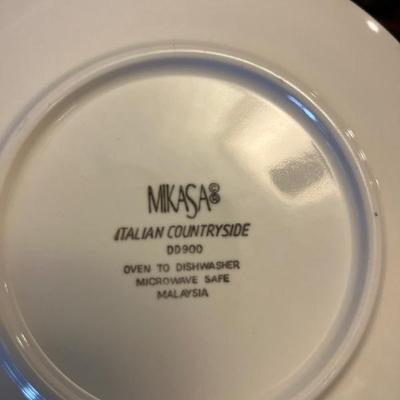 MIKASA
ITALIAN COUNTRYSIDE
DD900
OVEN TO DISHWASHER
MICROWAVE SAFE
MALAYSIA